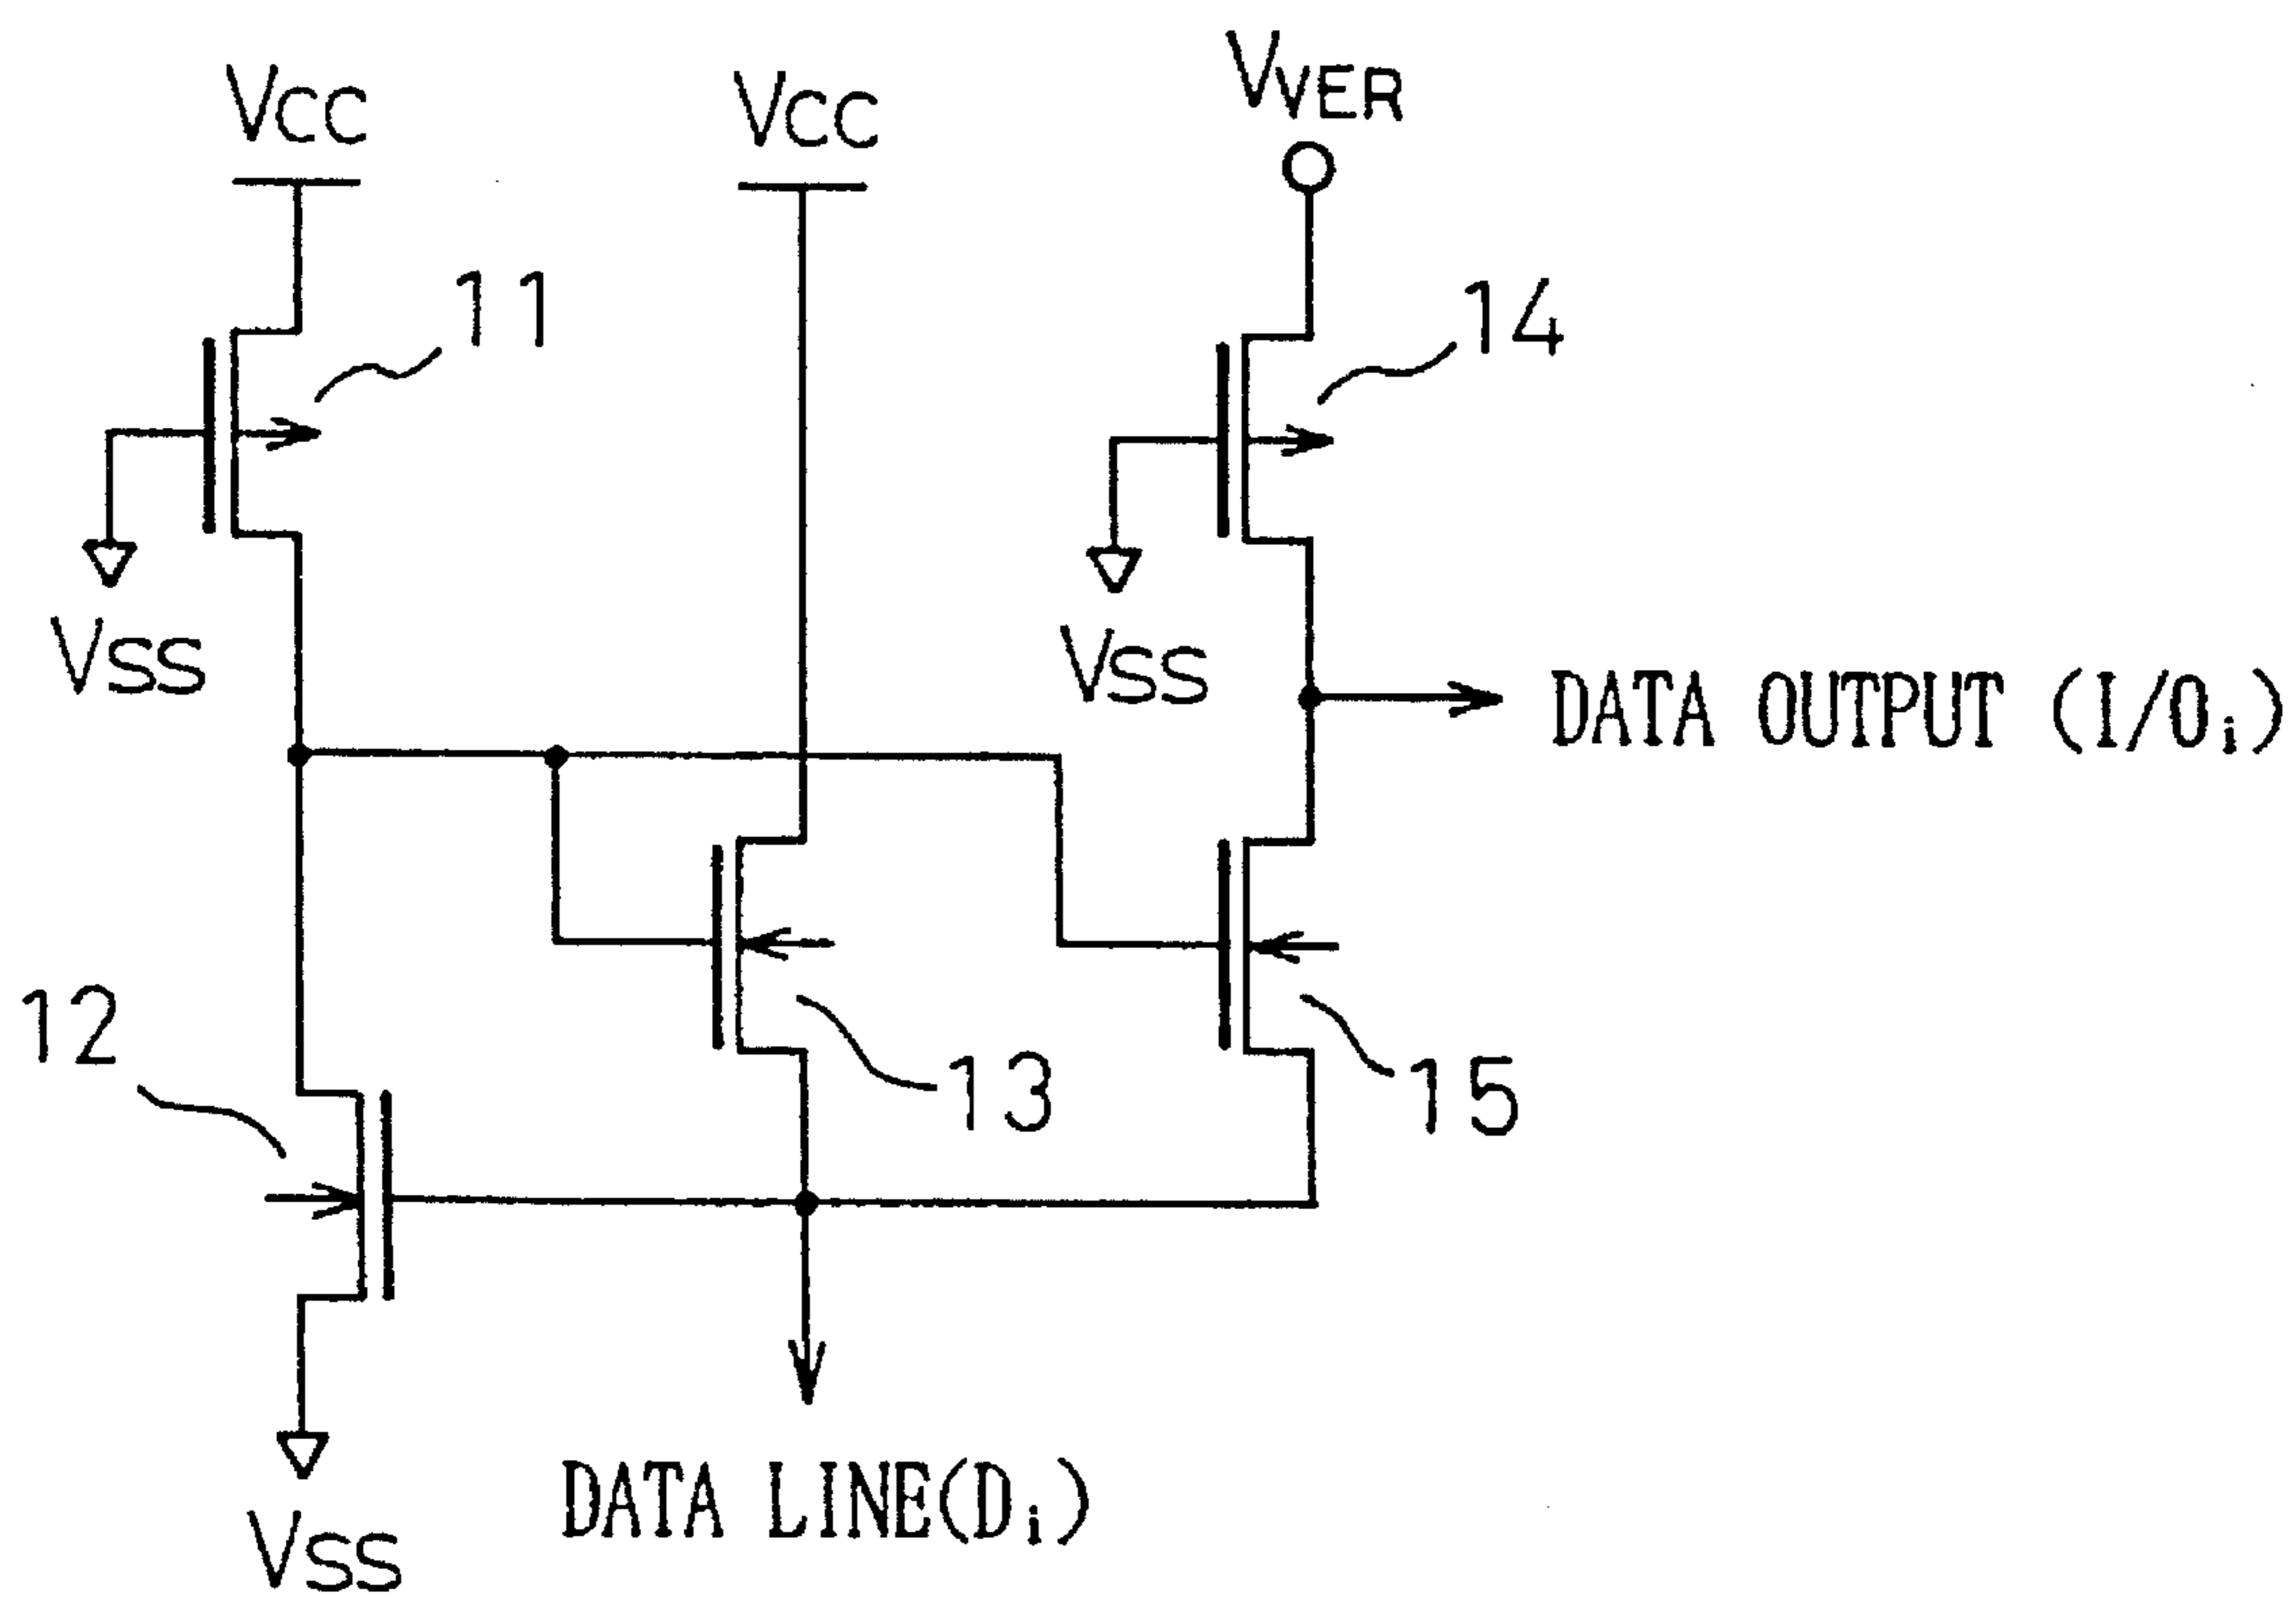 VCC
VCC
VVER
11
14
VSS
VSS
DATA OUTPUT (I/Oi)
12
13
15
DATA LINE(Di)
VSS